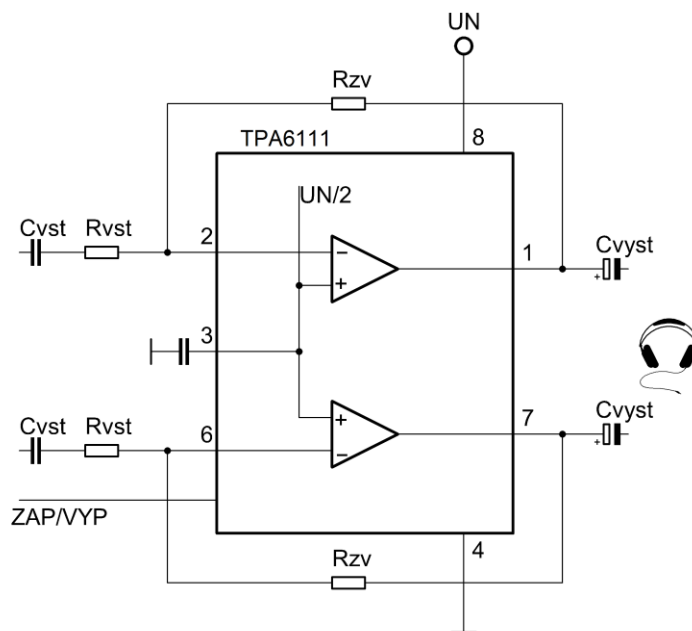 UN
Rzv
TPA6111
8
UN/2
Cvst Rvst
2
−
+
1
Cvyst
+
3
Cvst Rvst
6
+
−
7
Cvyst
+
ZAP/VYP
Rzv
4